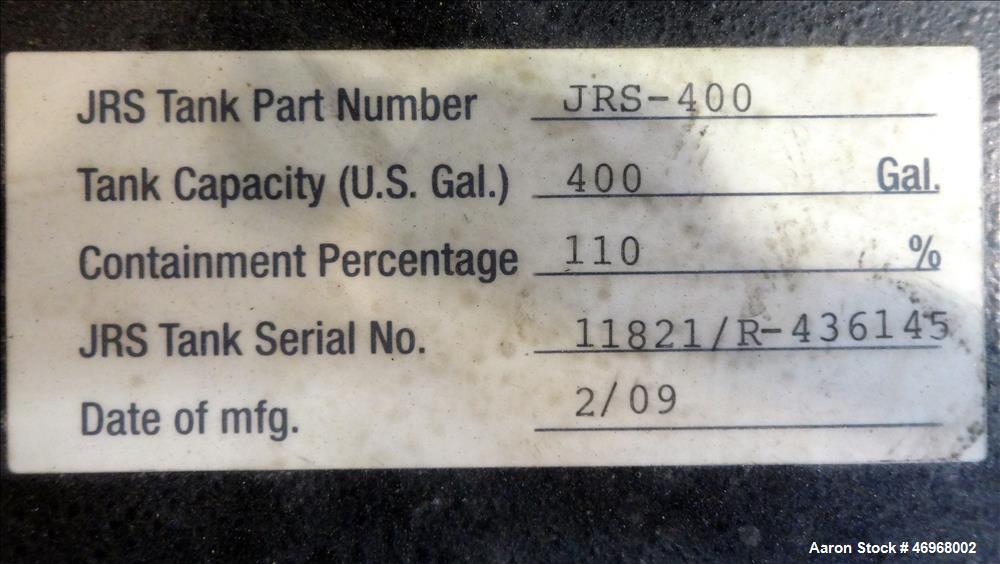 JRS Tank Part Number JRS-400
Tank Capacity (U.S. Gal.) 400 Gal.
Containment Percentage 110 %
JRS Tank Serial No. 11821/R-436145
Date of mfg. 2/09
Aaron Stock # 46968002